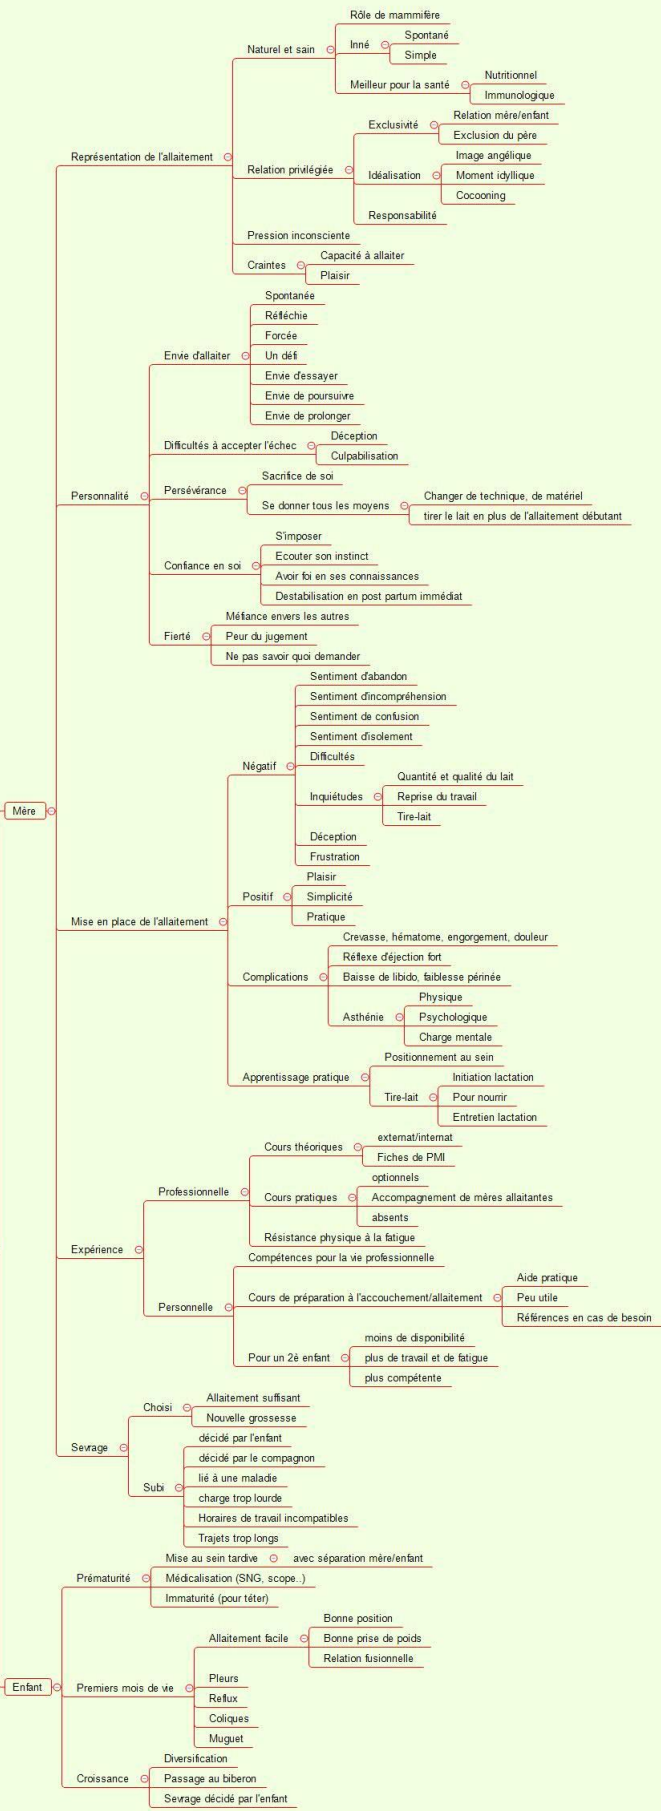 Rôle de mammifère
Naturel et sain
Inné
Spontané
Simple
Meilleur pour la santé
Nutritionnel
Immunologique
Représentation de l'allaitement
Relation privilégiée
Exclusivité
Relation mère/enfant
Exclusion du père
Idéalisation
Image angélique
Moment idyllique
Cocooning
Responsabilité
Pression inconsciente
Craintes
Capacité à allaiter
Plaisir
Personnalité
Envie d'allaiter
Spontanée
Réfléchie
Forcée
Un défi
Envie d'essayer
Envie de poursuivre
Envie de prolonger
Difficultés à accepter l'échec
Déception
Culpabilisation
Persévérance
Sacrifice de soi
Se donner tous les moyens
Changer de technique, de matériel
tirer le lait en plus de l'allaitement débutant
Confiance en soi
S'imposer
Ecouter son instinct
Avoir foi en ses connaissances
Destabilisation en post partum immédiat
Fierté
Méfiance envers les autres
Peur du jugement
Ne pas savoir quoi demander
Mère
Mise en place de l'allaitement
Négatif
Sentiment d'abandon
Sentiment d'incompréhension
Sentiment de confusion
Sentiment d'isolement
Difficultés
Inquiétudes
Quantité et qualité du lait
Reprise du travail
Tire-lait
Déception
Frustration
Positif
Plaisir
Simplicité
Pratique
Complications
Crevasse, hématome, engorgement, douleur
Réflexe d'éjection fort
Baisse de libido, faiblesse périnée
Asthénie
Physique
Psychologique
Charge mentale
Apprentissage pratique
Positionnement au sein
Tire-lait
Initiation lactation
Pour nourrir
Entretien lactation
Expérience
Professionnelle
Cours théoriques
externat/internat
Fiches de PMI
Cours pratiques
optionnels
Accompagnement de mères allaitantes
absents
Résistance physique à la fatigue
Personnelle
Compétences pour la vie professionnelle
Cours de préparation à l'accouchement/allaitement
Aide pratique
Peu utile
Références en cas de besoin
Pour un 2è enfant
moins de disponibilité
plus de travail et de fatigue
plus compétente
Sevrage
Choisi
Allaitement suffisant
Nouvelle grossesse
Subi
décidé par l'enfant
décidé par le compagnon
lié à une maladie
charge trop lourde
Horaires de travail incompatibles
Trajets trop longs
Enfant
Prématurité
Mise au sein tardive
avec séparation mère/enfant
Médicalisation (SNG, scope..)
Immaturité (pour téter)
Premiers mois de vie
Allaitement facile
Bonne position
Bonne prise de poids
Relation fusionnelle
Pleurs
Reflux
Coliques
Muguet
Croissance
Diversification
Passage au biberon
Sevrage décidé par l'enfant